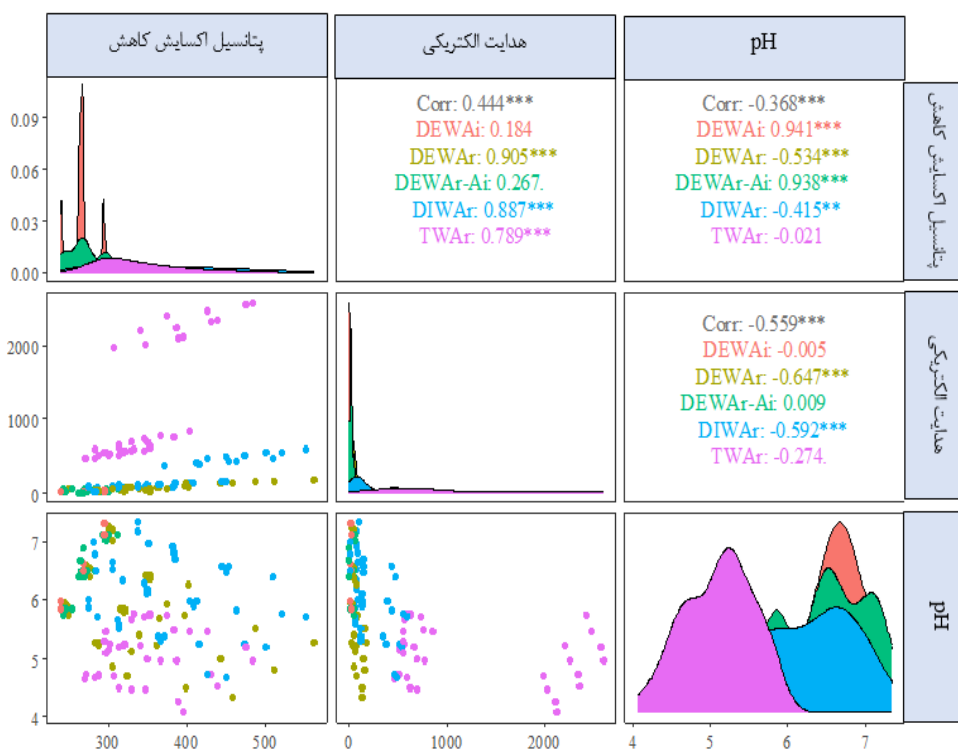 پتانسیل اکسایش کاهش
هدایت الکتریکی
pH
0.09
0.06
0.03
0.00
Corr: 0.444***
DEWAi: 0.184
DEWAr: 0.905***
DEWAr-Ai: 0.267.
DIWAr: 0.887***
TWAr: 0.789***
Corr: -0.368***
DEWAi: 0.941***
DEWAr: -0.534***
DEWAr-Ai: 0.938***
DIWAr: -0.415**
TWAr: -0.021
پتانسیل اکسایش کاهش
2000
1000
0
Corr: -0.559***
DEWAi: -0.005
DEWAr: -0.647***
DEWAr-Ai: 0.009
DIWAr: -0.592***
TWAr: -0.274.
هدایت الکتریکی
7
6
5
4
pH
300 400 500
0 1000 2000
4 5 6 7